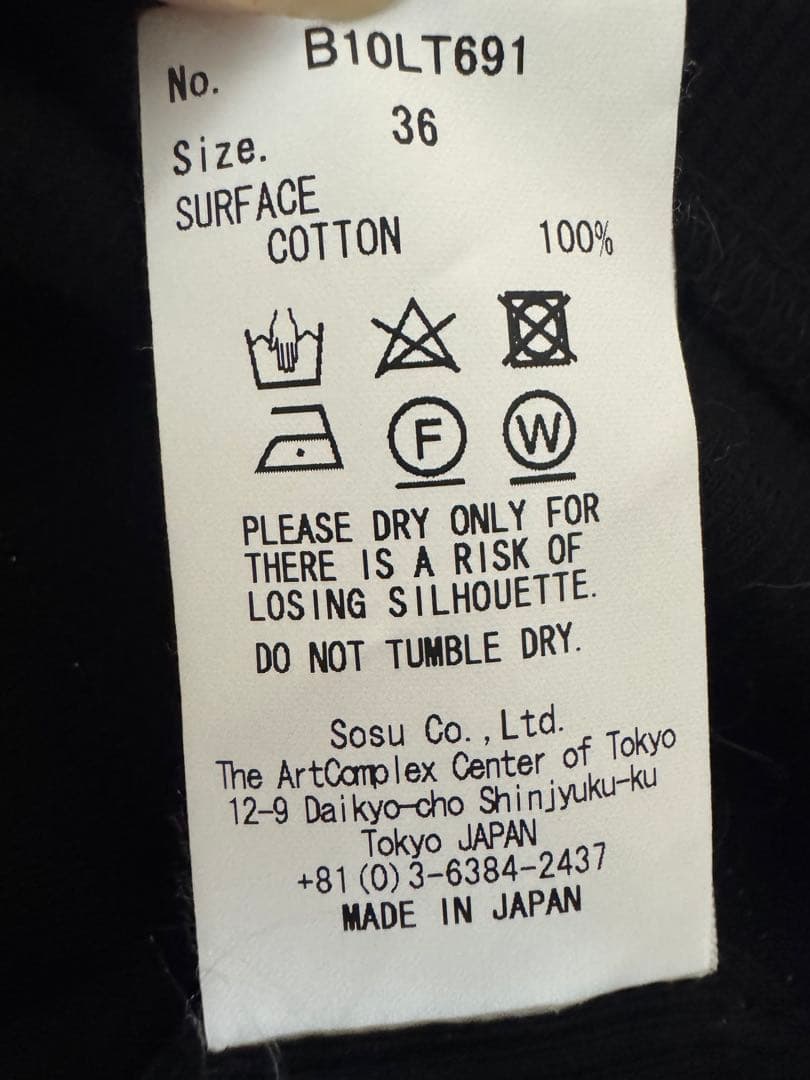 No. B10LT691
Size. 36
SURFACE
COTTON 100%
F W
PLEASE DRY ONLY FOR
THERE IS A RISK OF
LOSING SILHOUETTE.
DO NOT TUMBLE DRY.
Sosu Co.,Ltd.
The ArtComplex Center of Tokyo
12-9 Daikyo-cho Shinjyuku-ku
Tokyo JAPAN
+81(0)3-6384-2437
MADE IN JAPAN